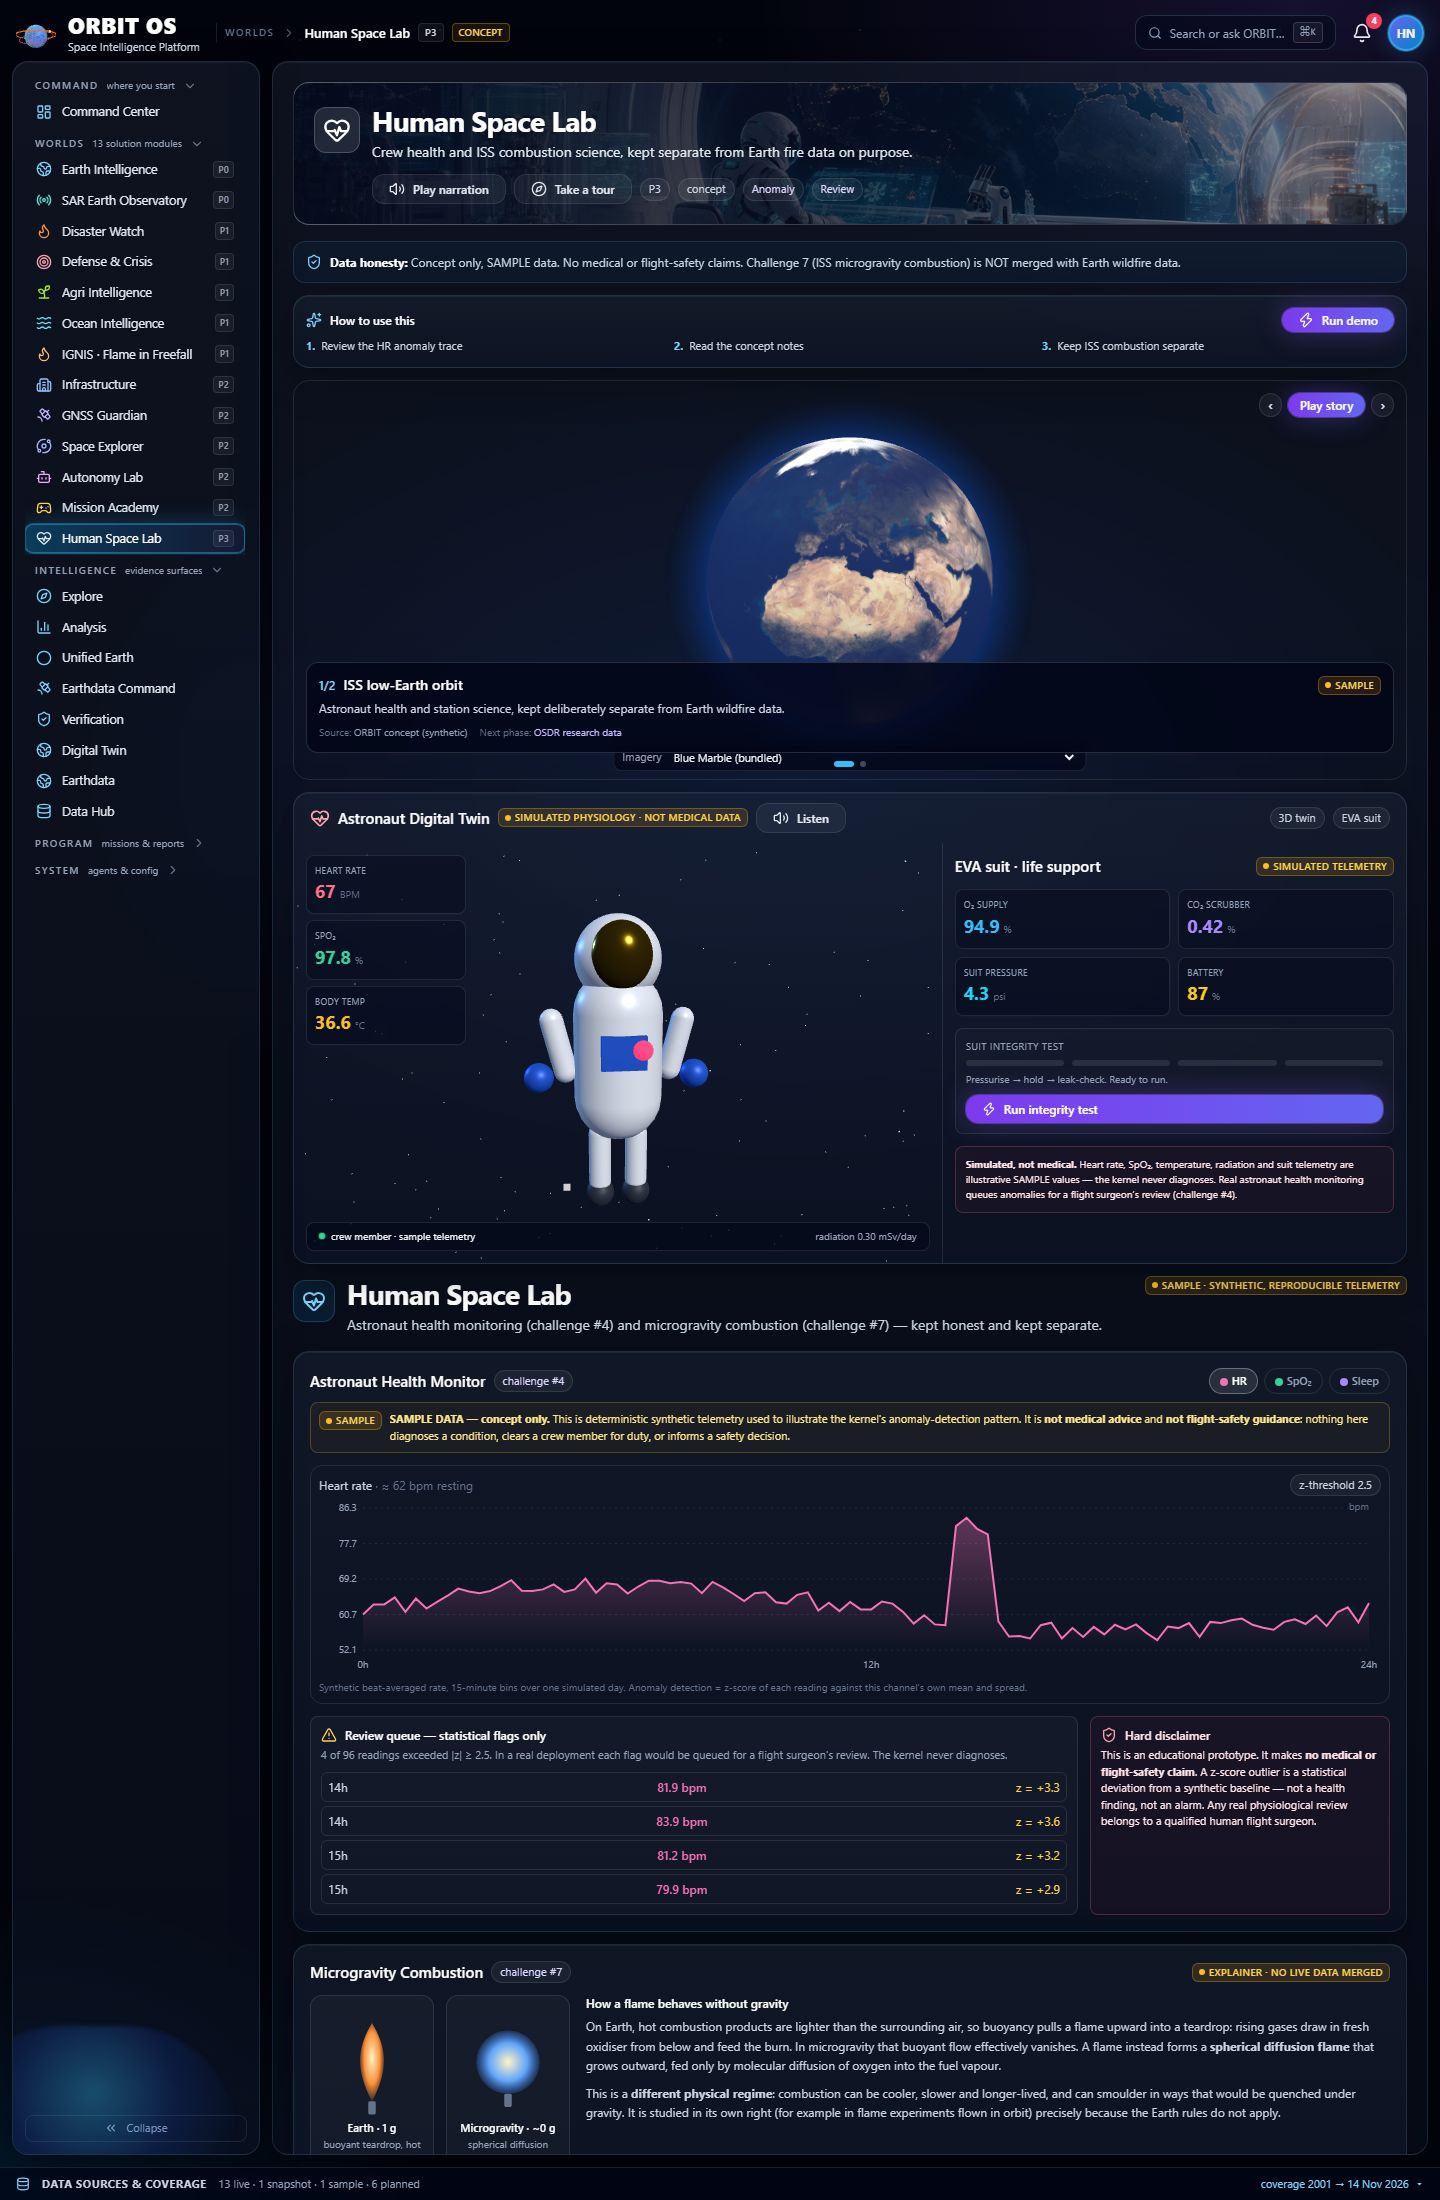 ORBIT OS
Space Intelligence Platform
WORLDS > Human Space Lab P3 CONCEPT
Search or ask ORBIT... ⌘K
4
HN
COMMAND where you start
Command Center
WORLDS 13 solution modules
Earth Intelligence P0
SAR Earth Observatory P0
Disaster Watch P1
Defense & Crisis P1
Agri Intelligence P1
Ocean Intelligence P1
IGNIS · Flame in Freefall P1
Infrastructure P2
GNSS Guardian P2
Space Explorer P2
Autonomy Lab P2
Mission Academy P2
Human Space Lab P3
INTELLIGENCE evidence surfaces
Explore
Analysis
Unified Earth
Earthdata Command
Verification
Digital Twin
Earthdata
Data Hub
PROGRAM missions & reports
SYSTEM agents & config
Collapse
Human Space Lab
Crew health and ISS combustion science, kept separate from Earth fire data on purpose.
Play narration Take a tour P3 concept Anomaly Review
Data honesty: Concept only, SAMPLE data. No medical or flight-safety claims. Challenge 7 (ISS microgravity combustion) is NOT merged with Earth wildfire data.
How to use this
Run demo
1. Review the HR anomaly trace
2. Read the concept notes
3. Keep ISS combustion separate
‹ Play story ›
1/2 ISS low-Earth orbit
SAMPLE
Astronaut health and station science, kept deliberately separate from Earth wildfire data.
Source: ORBIT concept (synthetic) Next phase: OSDR research data
Imagery Blue Marble (bundled)
Astronaut Digital Twin SIMULATED PHYSIOLOGY · NOT MEDICAL DATA Listen
3D twin EVA suit
HEART RATE
67 BPM
SPO₂
97.8 %
BODY TEMP
36.6 °C
crew member · sample telemetry
radiation 0.30 mSv/day
EVA suit · life support
SIMULATED TELEMETRY
O₂ SUPPLY
94.9 %
CO₂ SCRUBBER
0.42 %
SUIT PRESSURE
4.3 psi
BATTERY
87 %
SUIT INTEGRITY TEST
Pressurise → hold → leak-check. Ready to run.
Run integrity test
Simulated, not medical. Heart rate, SpO₂, temperature, radiation and suit telemetry are
illustrative SAMPLE values — the kernel never diagnoses. Real astronaut health monitoring
queues anomalies for a flight surgeon's review (challenge #4).
Human Space Lab
SAMPLE · SYNTHETIC, REPRODUCIBLE TELEMETRY
Astronaut health monitoring (challenge #4) and microgravity combustion (challenge #7) — kept honest and kept separate.
Astronaut Health Monitor challenge #4
HR SpO₂ Sleep
SAMPLE
SAMPLE DATA — concept only. This is deterministic synthetic telemetry used to illustrate the kernel's anomaly-detection pattern. It is not medical advice and not flight-safety guidance: nothing here
diagnoses a condition, clears a crew member for duty, or informs a safety decision.
Heart rate · ≈ 62 bpm resting
z-threshold 2.5
bpm
86.3
77.7
69.2
60.7
52.1
0h 12h 24h
Synthetic beat-averaged rate, 15-minute bins over one simulated day. Anomaly detection = z-score of each reading against this channel's own mean and spread.
Review queue — statistical flags only
4 of 96 readings exceeded |z| ≥ 2.5. In a real deployment each flag would be queued for a flight surgeon's review. The kernel never diagnoses.
14h 81.9 bpm z = +3.3
14h 83.9 bpm z = +3.6
15h 81.2 bpm z = +3.2
15h 79.9 bpm z = +2.9
Hard disclaimer
This is an educational prototype. It makes no medical or
flight-safety claim. A z-score outlier is a statistical
deviation from a synthetic baseline — not a health
finding, not an alarm. Any real physiological review
belongs to a qualified human flight surgeon.
Microgravity Combustion challenge #7
EXPLAINER · NO LIVE DATA MERGED
Earth · 1 g
buoyant teardrop, hot
Microgravity · ~0 g
spherical diffusion
How a flame behaves without gravity
On Earth, hot combustion products are lighter than the surrounding air, so buoyancy pulls a flame upward into a teardrop: rising gases draw in fresh
oxidiser from below and feed the burn. In microgravity that buoyant flow effectively vanishes. A flame instead forms a spherical diffusion flame that
grows outward, fed only by molecular diffusion of oxygen into the fuel vapour.
This is a different physical regime: combustion can be cooler, slower and longer-lived, and can smoulder in ways that would be quenched under
gravity. It is studied in its own right (for example in flame experiments flown in orbit) precisely because the Earth rules do not apply.
DATA SOURCES & COVERAGE 13 live · 1 snapshot · 1 sample · 6 planned
coverage 2001 → 14 Nov 2026